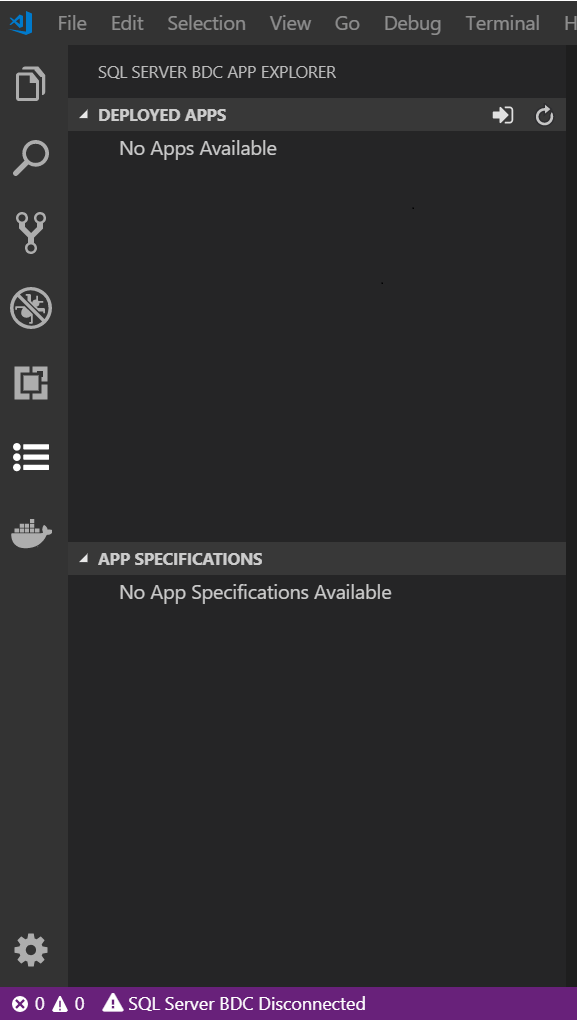 File Edit Selection View Go Debug Terminal H
SQL SERVER BDC APP EXPLORER
DEPLOYED APPS
No Apps Available
APP SPECIFICATIONS
No App Specifications Available
0 0 SQL Server BDC Disconnected